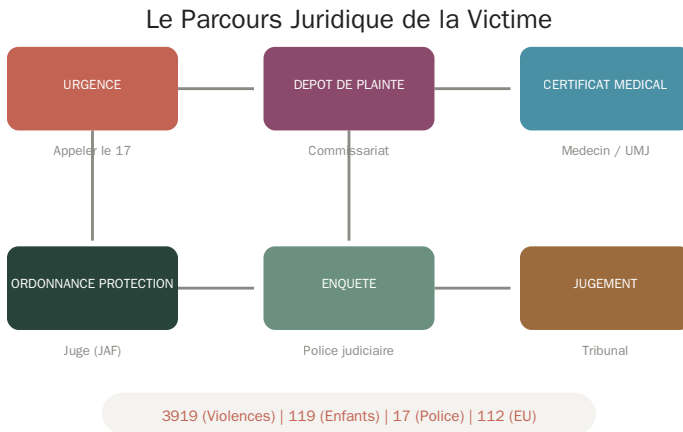 Le Parcours Juridique de la Victime
URGENCE
DEPOT DE PLAINTE
CERTIFICAT MEDICAL
Appeler le 17
Commissariat
Medecin / UMJ
ORDONNANCE PROTECTION
ENQUETE
JUGEMENT
Juge (JAF)
Police judiciaire
Tribunal
3919 (Violences) | 119 (Enfants) | 17 (Police) | 112 (EU)